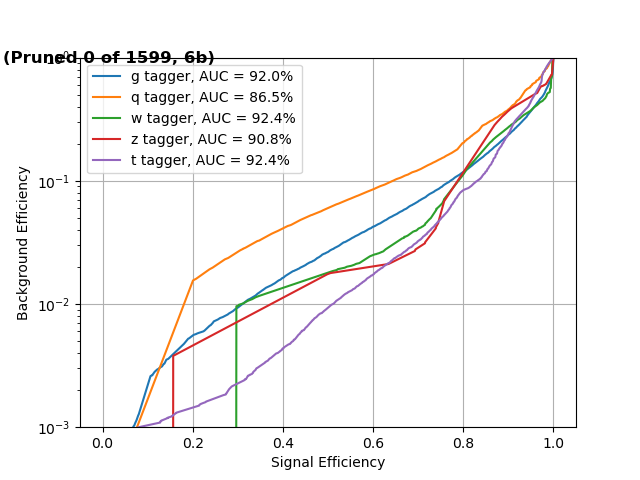 (Pruned 0 of 1599, 6b)
10⁰
g tagger, AUC = 92.0%
q tagger, AUC = 86.5%
w tagger, AUC = 92.4%
z tagger, AUC = 90.8%
t tagger, AUC = 92.4%
10⁻¹
10⁻²
10⁻³
Background Efficiency
0.0 0.2 0.4 0.6 0.8 1.0
Signal Efficiency